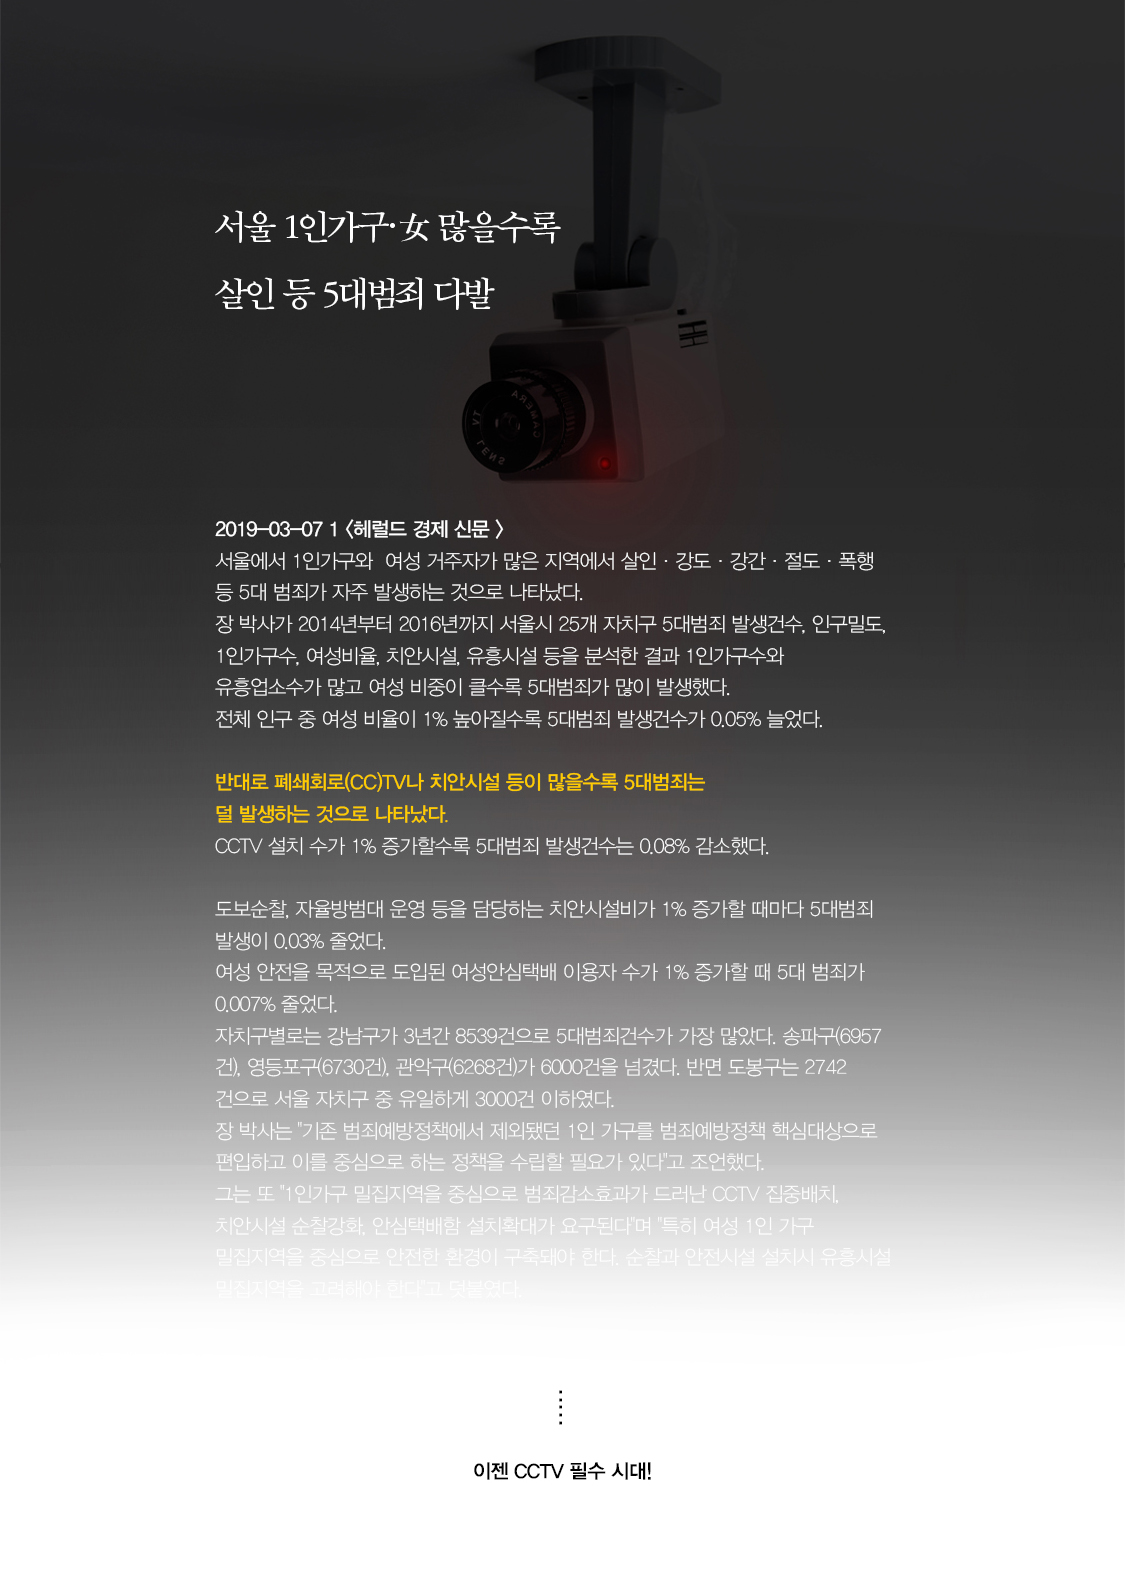 서울 1인가구·女 많을수록
살인 등 5대범죄 다발
CAMERA
TV
LENS
2019-03-07 1 <헤럴드 경제 신문 >
서울에서 1인가구와 여성 거주자가 많은 지역에서 살인 · 강도 · 강간 · 절도 · 폭행
등 5대 범죄가 자주 발생하는 것으로 나타났다.
장 박사가 2014년부터 2016년까지 서울시 25개 자치구 5대범죄 발생건수, 인구밀도,
1인가구수, 여성비율, 치안시설, 유흥시설 등을 분석한 결과 1인가구수와
유흥업소수가 많고 여성 비중이 클수록 5대범죄가 많이 발생했다.
전체 인구 중 여성 비율이 1% 높아질수록 5대범죄 발생건수가 0.05% 늘었다.
반대로 폐쇄회로(CC)TV나 치안시설 등이 많을수록 5대범죄는
덜 발생하는 것으로 나타났다.
CCTV 설치 수가 1% 증가할수록 5대범죄 발생건수는 0.08% 감소했다.
도보순찰, 자율방범대 운영 등을 담당하는 치안시설비가 1% 증가할 때마다 5대범죄
발생이 0.03% 줄었다.
여성 안전을 목적으로 도입된 여성안심택배 이용자 수가 1% 증가할 때 5대 범죄가
0.007% 줄었다.
자치구별로는 강남구가 3년간 8539건으로 5대범죄건수가 가장 많았다. 송파구(6957
건), 영등포구(6730건), 관악구(6268건)가 6000건을 넘겼다. 반면 도봉구는 2742
건으로 서울 자치구 중 유일하게 3000건 이하였다.
장 박사는 "기존 범죄예방정책에서 제외됐던 1인 가구를 범죄예방정책 핵심대상으로
편입하고 이를 중심으로 하는 정책을 수립할 필요가 있다"고 조언했다.
그는 또 "1인가구 밀집지역을 중심으로 범죄감소효과가 드러난 CCTV 집중배치,
치안시설 순찰강화, 안심택배함 설치확대가 요구된다"며 "특히 여성 1인 가구
밀집지역을 중심으로 안전한 환경이 구축돼야 한다. 순찰과 안전시설 설치시 유흥시설
밀집지역을 고려해야 한다"고 덧붙였다.
이젠 CCTV 필수 시대!